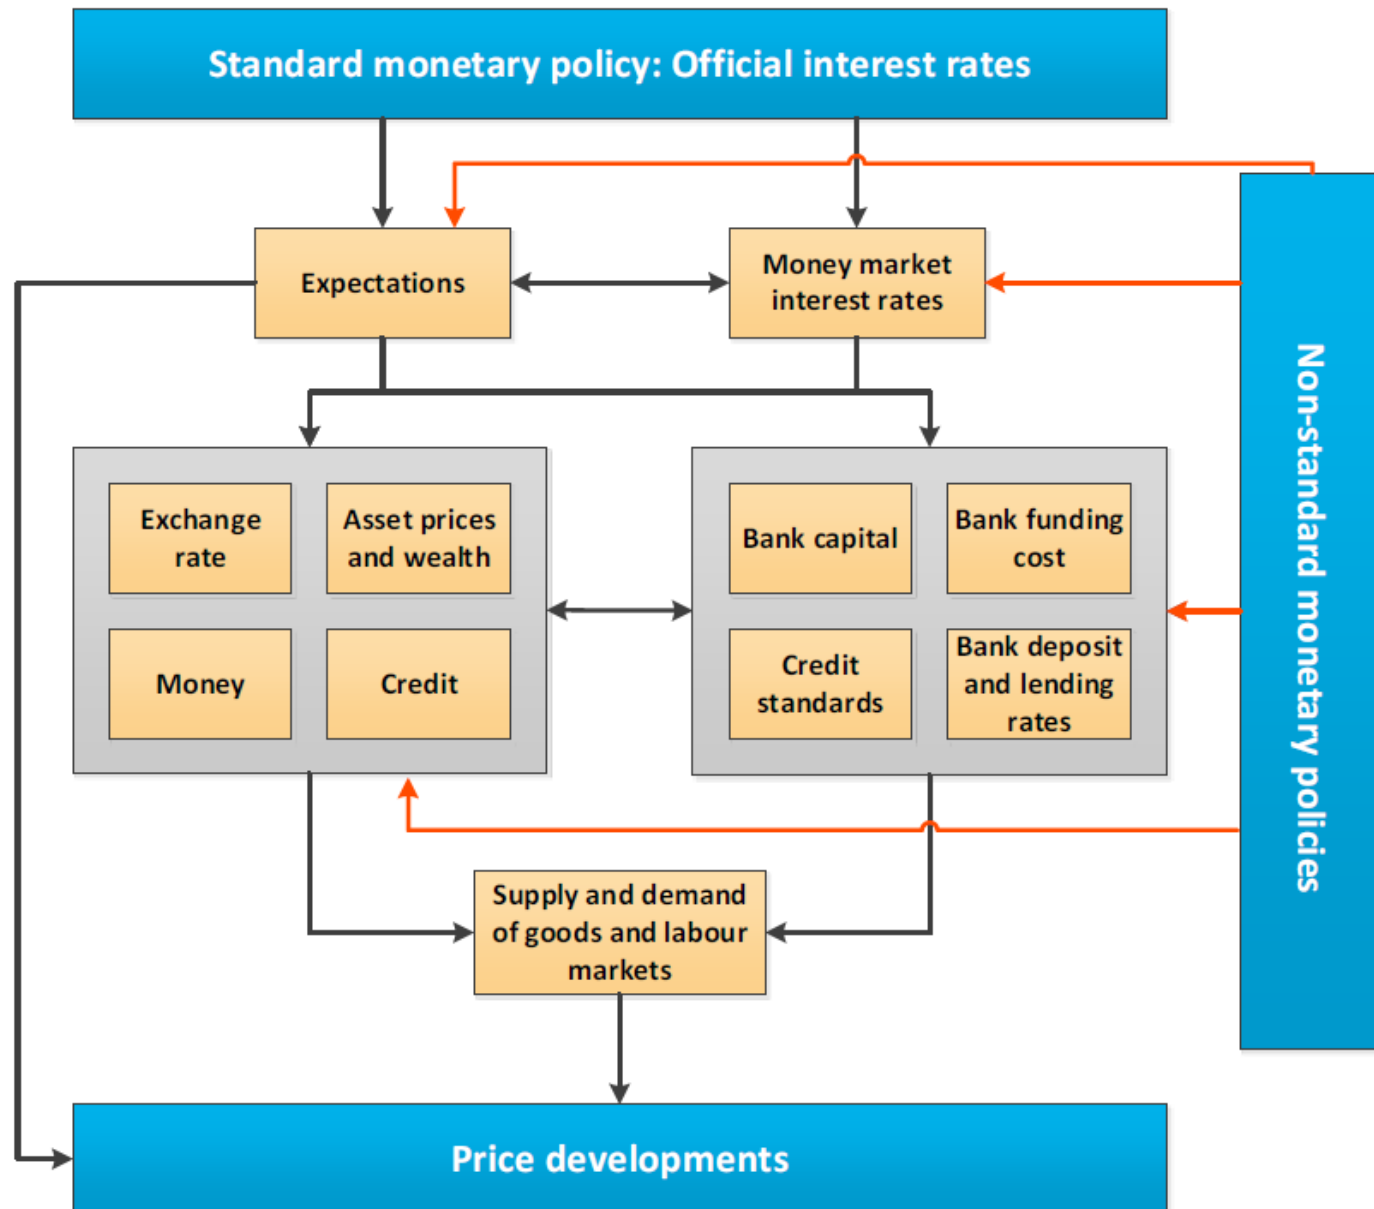 Standard monetary policy: Official interest rates
Expectations
Money market
interest rates
Exchange
rate
Asset prices
and wealth
Money
Credit
Bank capital
Bank funding
cost
Credit
standards
Bank deposit
and lending
rates
Non-standard monetary policies
Supply and demand
of goods and labour
markets
Price developments